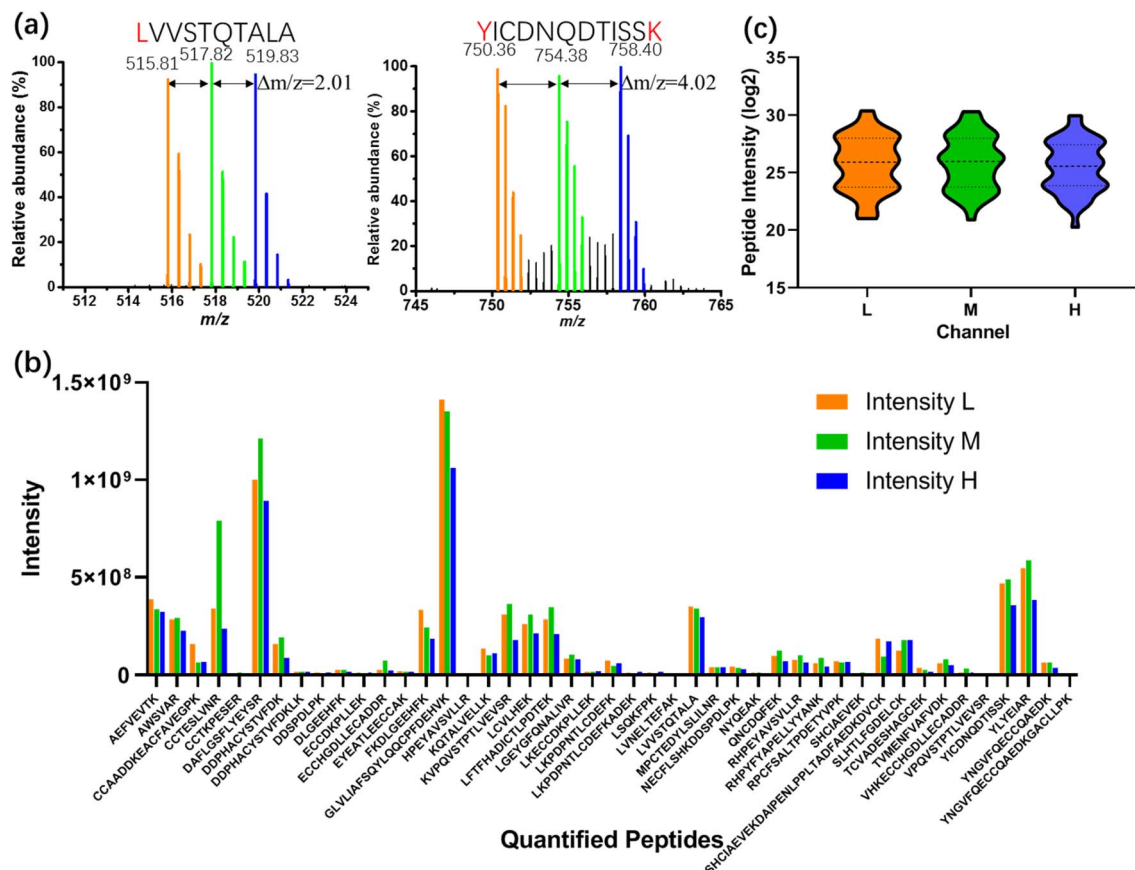 (a)
LVVSTQTALA
515.81
517.82
519.83
Δm/z=2.01
Relative abundance (%)
100
80
60
40
20
0
512
514
516
518
520
522
524
m/z
YICDNQDTISSK
750.36
754.38
758.40
Δm/z=4.02
Relative abundance (%)
100
80
60
40
20
0
745
750
755
760
765
m/z
(c)
Peptide Intensity (log2)
35
30
25
20
15
L
M
H
Channel
(b)
Intensity
1.5×10⁹
1×10⁹
5×10⁸
0
Intensity L
Intensity M
Intensity H
AEFVEVTK
AWSVAR
CCAADDKEACFAVEGPK
CCTESLVNR
CCTKPESER
DAFLGSFLYEYSR
DDPHACYSTVFDK
DDPHACYSTVFDKLK
DDSPDLPK
DLGEEHFK
ECCDKPLLEK
ECCHGDLLECADDR
EYEATLEECCAK
FKDLGEEHFK
GLVLIAFSQYLQQCPFDEHVK
HPEYAVSVLLR
KQTALVELLK
KVPQVSTPTLVEVSR
LCVLHEK
LFTFHADICTLPDTEK
LGEYGFQNALIVR
LKECCDKPLLEK
LKPDPNTLCDEFK
LKPDPNTLCDEFKADEK
LSQKFPK
LVNELTEFAK
LVVSTQTALA
MPCTEDYLSLILNR
NECFLSHKDDSPDLPK
NYQEAK
QNCDQFEK
RHPEYAVSVLLR
RHPYFYAPELLYYANK
RPCFSALTPDETYVPK
SHCIAEVEK
SHCIAEVEKDAIPENLPPLTADFAEDKDVCK
SLHTLFGDELCK
TCVADESHAGCEK
TVMENFVAFVDK
VHKECCHGDLLECADDR
VPQVSTPTLVEVSR
YICDNQDTISSK
YLYEIAR
YNGVFQECCQAEDK
YNGVFQECCQAEDKGACLLPK
Quantified Peptides